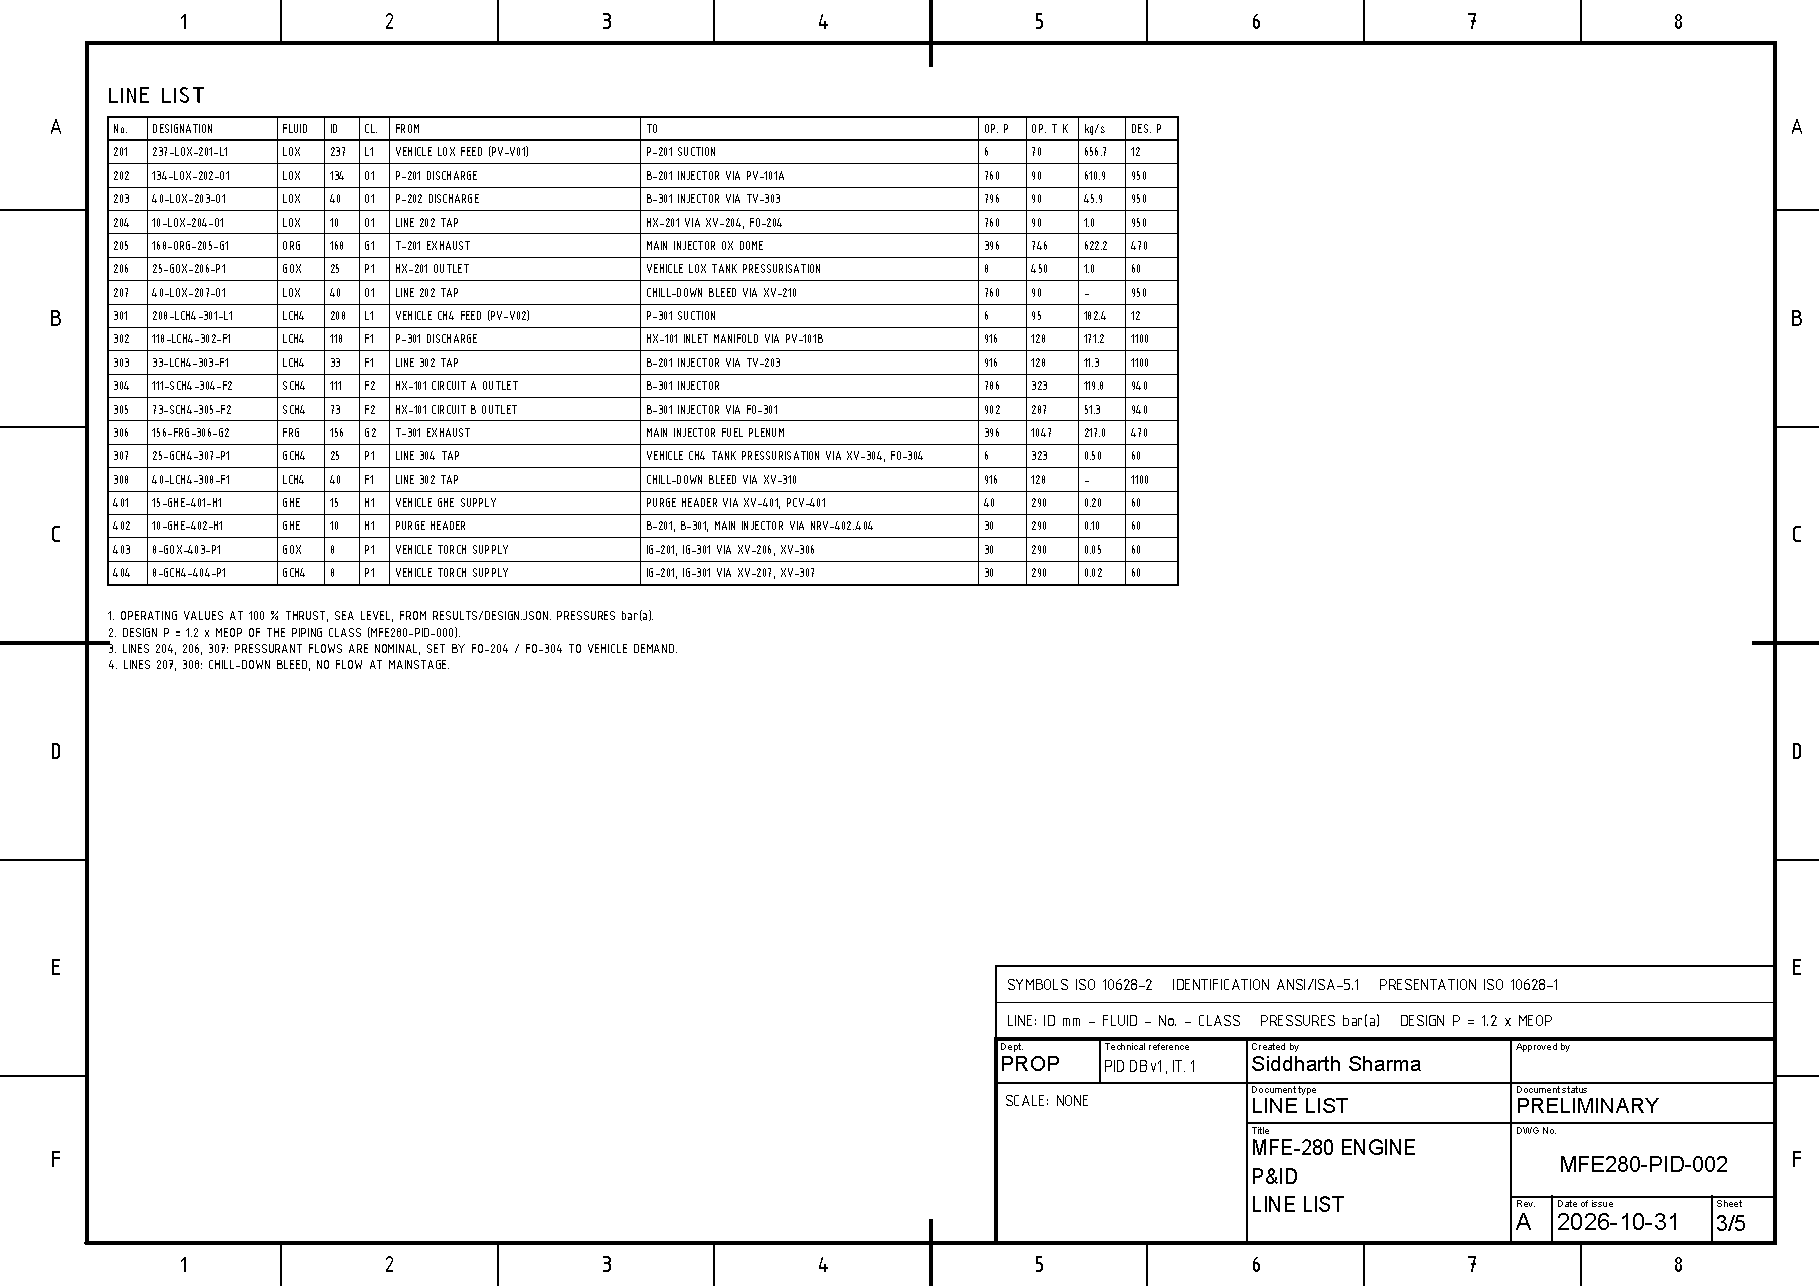 1 2 3 4 5 6 7 8
A A
B B
C C
D D
E E
F F
LINE LIST
No. DESIGNATION FLUID ID CL. FROM TO OP. P OP. T K kg/s DES. P
201 237-LOX-201-L1 LOX 237 L1 VEHICLE LOX FEED (PV-V01) P-201 SUCTION 6 70 656.7 12
202 134-LOX-202-O1 LOX 134 O1 P-201 DISCHARGE B-201 INJECTOR VIA PV-101A 760 90 610.9 950
203 40-LOX-203-O1 LOX 40 O1 P-202 DISCHARGE B-301 INJECTOR VIA TV-303 796 90 45.9 950
204 10-LOX-204-O1 LOX 10 O1 LINE 202 TAP HX-201 VIA XV-204, FO-204 760 90 1.0 950
205 168-ORG-205-G1 ORG 168 G1 T-201 EXHAUST MAIN INJECTOR OX DOME 396 746 622.2 470
206 25-GOX-206-P1 GOX 25 P1 HX-201 OUTLET VEHICLE LOX TANK PRESSURISATION 8 450 1.0 60
207 40-LOX-207-O1 LOX 40 O1 LINE 202 TAP CHILL-DOWN BLEED VIA XV-210 760 90 - 950
301 208-LCH4-301-L1 LCH4 208 L1 VEHICLE CH4 FEED (PV-V02) P-301 SUCTION 6 95 182.4 12
302 118-LCH4-302-F1 LCH4 118 F1 P-301 DISCHARGE HX-101 INLET MANIFOLD VIA PV-101B 916 128 171.2 1100
303 33-LCH4-303-F1 LCH4 33 F1 LINE 302 TAP B-201 INJECTOR VIA TV-203 916 128 11.3 1100
304 111-SCH4-304-F2 SCH4 111 F2 HX-101 CIRCUIT A OUTLET B-301 INJECTOR 786 323 119.8 940
305 73-SCH4-305-F2 SCH4 73 F2 HX-101 CIRCUIT B OUTLET B-301 INJECTOR VIA FO-301 902 287 51.3 940
306 156-FRG-306-G2 FRG 156 G2 T-301 EXHAUST MAIN INJECTOR FUEL PLENUM 396 1047 217.0 470
307 25-GCH4-307-P1 GCH4 25 P1 LINE 304 TAP VEHICLE CH4 TANK PRESSURISATION VIA XV-304, FO-304 6 323 0.50 60
308 40-LCH4-308-F1 LCH4 40 F1 LINE 302 TAP CHILL-DOWN BLEED VIA XV-310 916 128 - 1100
401 15-GHE-401-H1 GHE 15 H1 VEHICLE GHE SUPPLY PURGE HEADER VIA XV-401, PCV-401 40 290 0.20 60
402 10-GHE-402-H1 GHE 10 H1 PURGE HEADER B-201, B-301, MAIN INJECTOR VIA NRV-402..404 30 290 0.10 60
403 8-GOX-403-P1 GOX 8 P1 VEHICLE TORCH SUPPLY IG-201, IG-301 VIA XV-206, XV-306 30 290 0.05 60
404 8-GCH4-404-P1 GCH4 8 P1 VEHICLE TORCH SUPPLY IG-201, IG-301 VIA XV-207, XV-307 30 290 0.02 60
1. OPERATING VALUES AT 100 % THRUST, SEA LEVEL, FROM RESULTS/DESIGN.JSON. PRESSURES bar(a).
2. DESIGN P = 1.2 x MEOP OF THE PIPING CLASS (MFE280-PID-000).
3. LINES 204, 206, 307: PRESSURANT FLOWS ARE NOMINAL, SET BY FO-204 / FO-304 TO VEHICLE DEMAND.
4. LINES 207, 308: CHILL-DOWN BLEED, NO FLOW AT MAINSTAGE.
SYMBOLS ISO 10628-2 IDENTIFICATION ANSI/ISA-5.1 PRESENTATION ISO 10628-1
LINE: ID mm - FLUID - No. - CLASS PRESSURES bar(a) DESIGN P = 1.2 x MEOP
Dept. Technical reference Created by Approved by
PROP PID DB v1, IT. 1 Siddharth Sharma
SCALE: NONE
Document type Document status
LINE LIST PRELIMINARY
Title DWG No.
MFE-280 ENGINE
P&ID
LINE LIST
MFE280-PID-002
Rev. Date of issue Sheet
A 2026-10-31 3/5
1 2 3 4 5 6 7 8